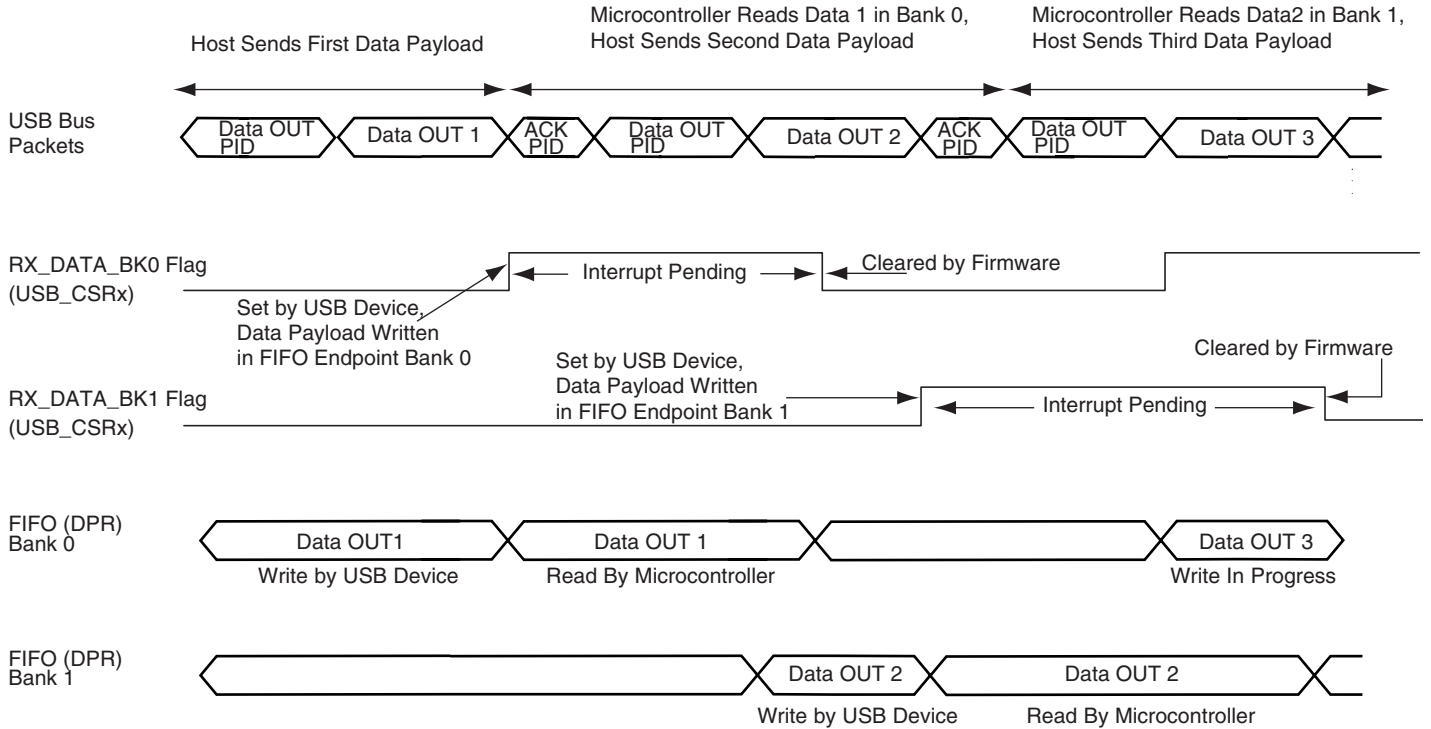 Host Sends First Data Payload
Microcontroller Reads Data 1 in Bank 0,
Host Sends Second Data Payload
Microcontroller Reads Data2 in Bank 1,
Host Sends Third Data Payload
USB Bus
Packets
Data OUT
PID
Data OUT 1
ACK
PID
Data OUT
PID
Data OUT 2
ACK
PID
Data OUT
PID
Data OUT 3
RX_DATA_BK0 Flag
(USB_CSRx)
Interrupt Pending
Cleared by Firmware
Set by USB Device,
Data Payload Written
in FIFO Endpoint Bank 0
RX_DATA_BK1 Flag
(USB_CSRx)
Set by USB Device,
Data Payload Written
in FIFO Endpoint Bank 1
Interrupt Pending
Cleared by Firmware
FIFO (DPR)
Bank 0
Data OUT1
Data OUT 1
Data OUT 3
Write by USB Device
Read By Microcontroller
Write In Progress
FIFO (DPR)
Bank 1
Data OUT 2
Data OUT 2
Write by USB Device
Read By Microcontroller